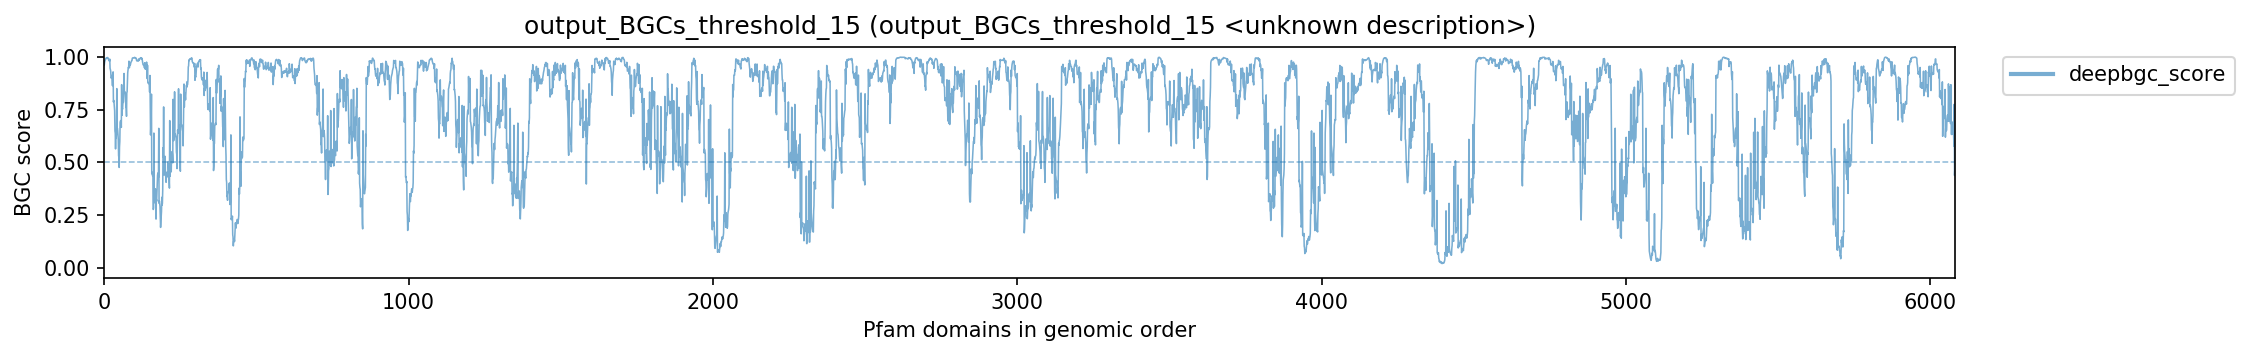 output_BGCs_threshold_15 (output_BGCs_threshold_15 <unknown description>)
BGC score
1.00
0.75
0.50
0.25
0.00
0 1000 2000 3000 4000 5000 6000
Pfam domains in genomic order
deepbgc_score